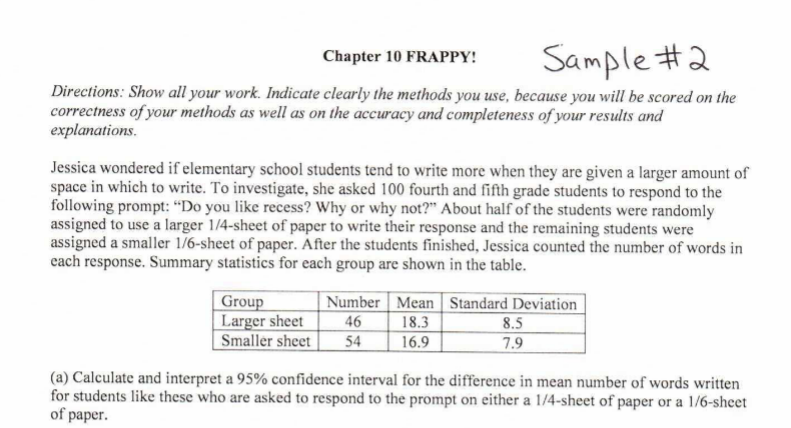 Chapter 10 FRAPPY! Sample #2
Directions: Show all your work. Indicate clearly the methods you use, because you will be scored on the
correctness of your methods as well as on the accuracy and completeness of your results and
explanations.
Jessica wondered if elementary school students tend to write more when they are given a larger amount of
space in which to write. To investigate, she asked 100 fourth and fifth grade students to respond to the
following prompt: “Do you like recess? Why or why not?” About half of the students were randomly
assigned to use a larger 1/4-sheet of paper to write their response and the remaining students were
assigned a smaller 1/6-sheet of paper. After the students finished, Jessica counted the number of words in
each response. Summary statistics for each group are shown in the table.
Group Number Mean Standard Deviation
Larger sheet 46 18.3 8.5
Smaller sheet 54 16.9 7.9
(a) Calculate and interpret a 95% confidence interval for the difference in mean number of words written
for students like these who are asked to respond to the prompt on either a 1/4-sheet of paper or a 1/6-sheet
of paper.